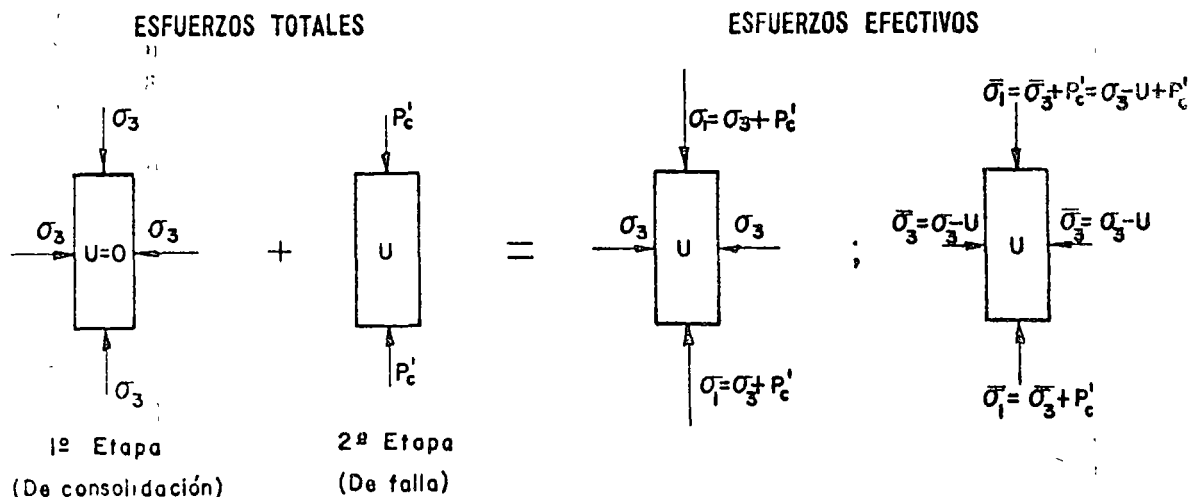 ESFUERZOS TOTALES
ESFUERZOS EFECTIVOS
σ₃
σ₃
U=0
σ₃
σ₃
1º Etapa
(De consolidación)
+
P'c
U
P'c
2ª Etapa
(De falla)
=
σ₁=σ₃+P'c
σ₃
U
σ₃
σ₁=σ₃+P'c
;
σ̄₁=σ̄₃+P'c=σ₃-U+P'c
σ̄₃=σ₃-U
U
σ̄₃=σ₃-U
σ̄₁=σ̄₃+P'c